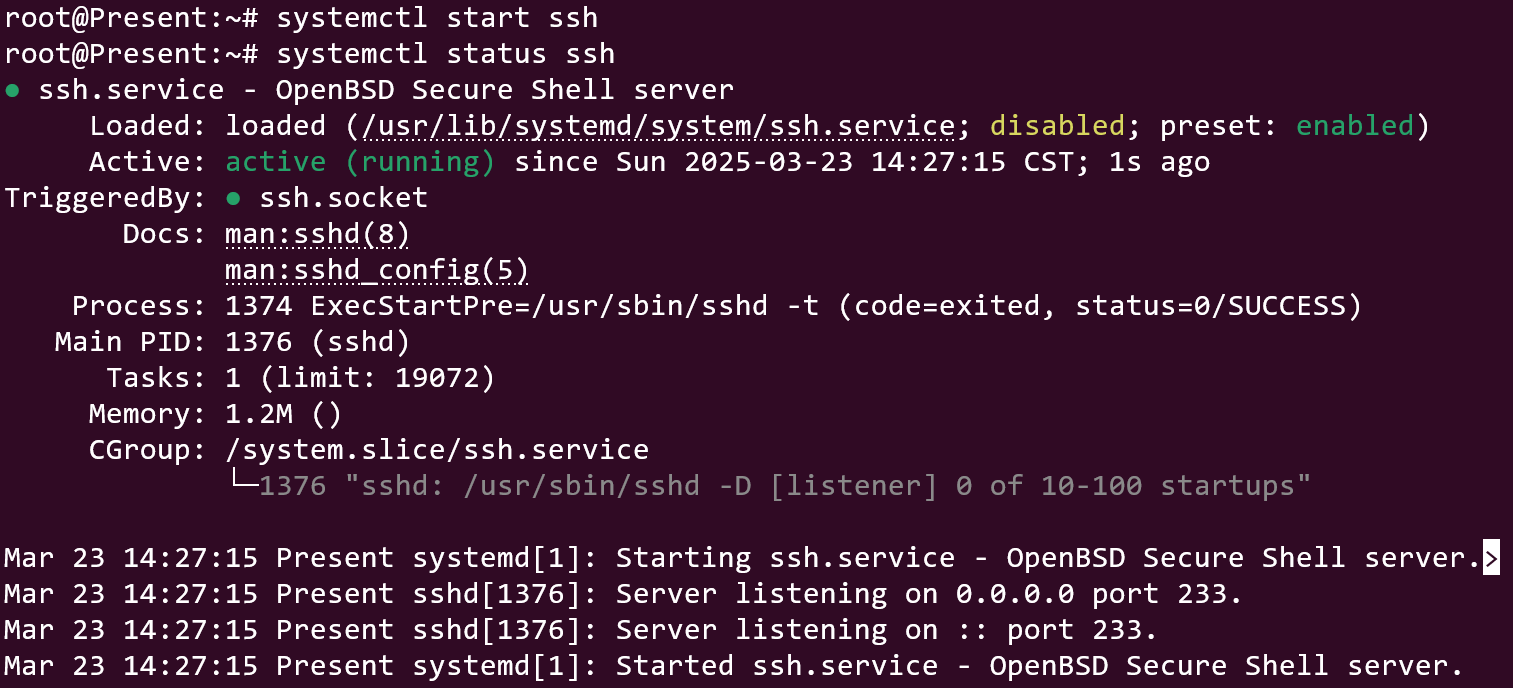 root@Present:~# systemctl start ssh
root@Present:~# systemctl status ssh
● ssh.service - OpenBSD Secure Shell server
     Loaded: loaded (/usr/lib/systemd/system/ssh.service; disabled; preset: enabled)
     Active: active (running) since Sun 2025-03-23 14:27:15 CST; 1s ago
TriggeredBy: ● ssh.socket
       Docs: man:sshd(8)
             man:sshd_config(5)
    Process: 1374 ExecStartPre=/usr/sbin/sshd -t (code=exited, status=0/SUCCESS)
   Main PID: 1376 (sshd)
      Tasks: 1 (limit: 19072)
     Memory: 1.2M ()
     CGroup: /system.slice/ssh.service
             └─1376 "sshd: /usr/sbin/sshd -D [listener] 0 of 10-100 startups"

Mar 23 14:27:15 Present systemd[1]: Starting ssh.service - OpenBSD Secure Shell server.>
Mar 23 14:27:15 Present sshd[1376]: Server listening on 0.0.0.0 port 233.
Mar 23 14:27:15 Present sshd[1376]: Server listening on :: port 233.
Mar 23 14:27:15 Present systemd[1]: Started ssh.service - OpenBSD Secure Shell server.